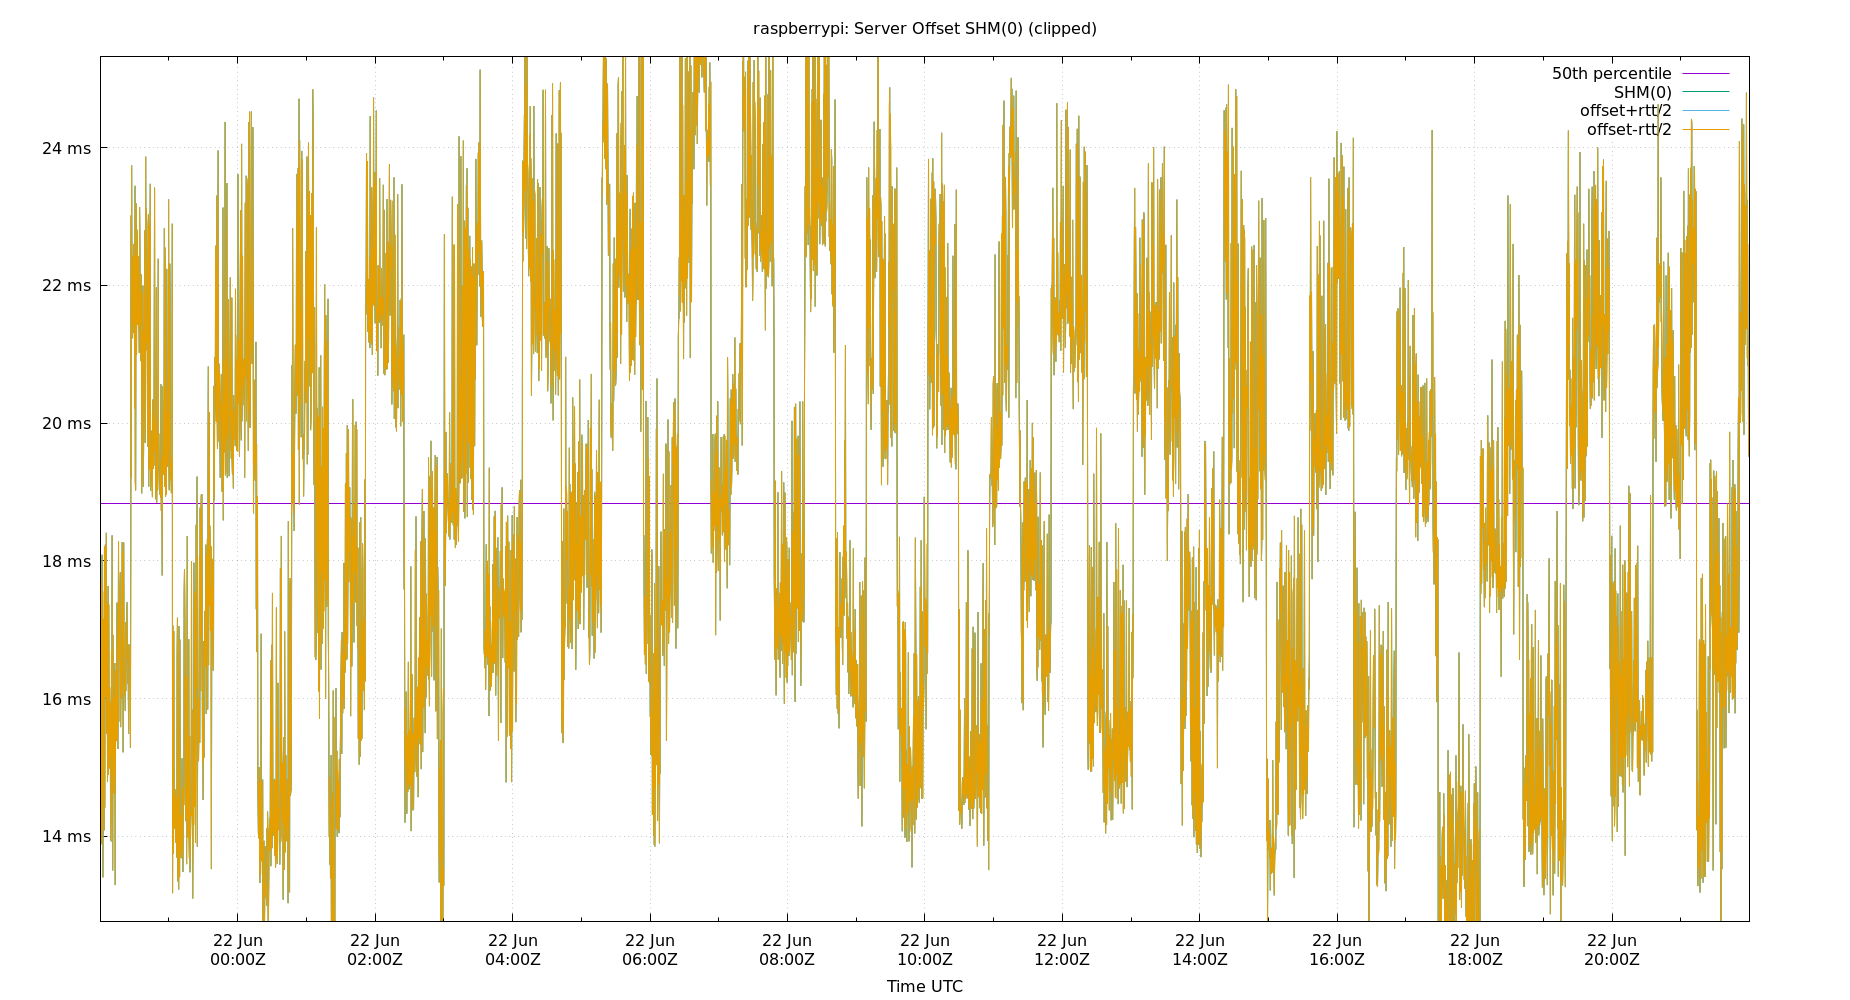 raspberrypi: Server Offset SHM(0) (clipped)
50th percentile
SHM(0)
offset+rtt/2
offset-rtt/2
24 ms
22 ms
20 ms
18 ms
16 ms
14 ms
22 Jun 22 Jun 22 Jun 22 Jun 22 Jun 22 Jun 22 Jun 22 Jun 22 Jun 22 Jun 22 Jun
00:00Z 02:00Z 04:00Z 06:00Z 08:00Z 10:00Z 12:00Z 14:00Z 16:00Z 18:00Z 20:00Z
Time UTC